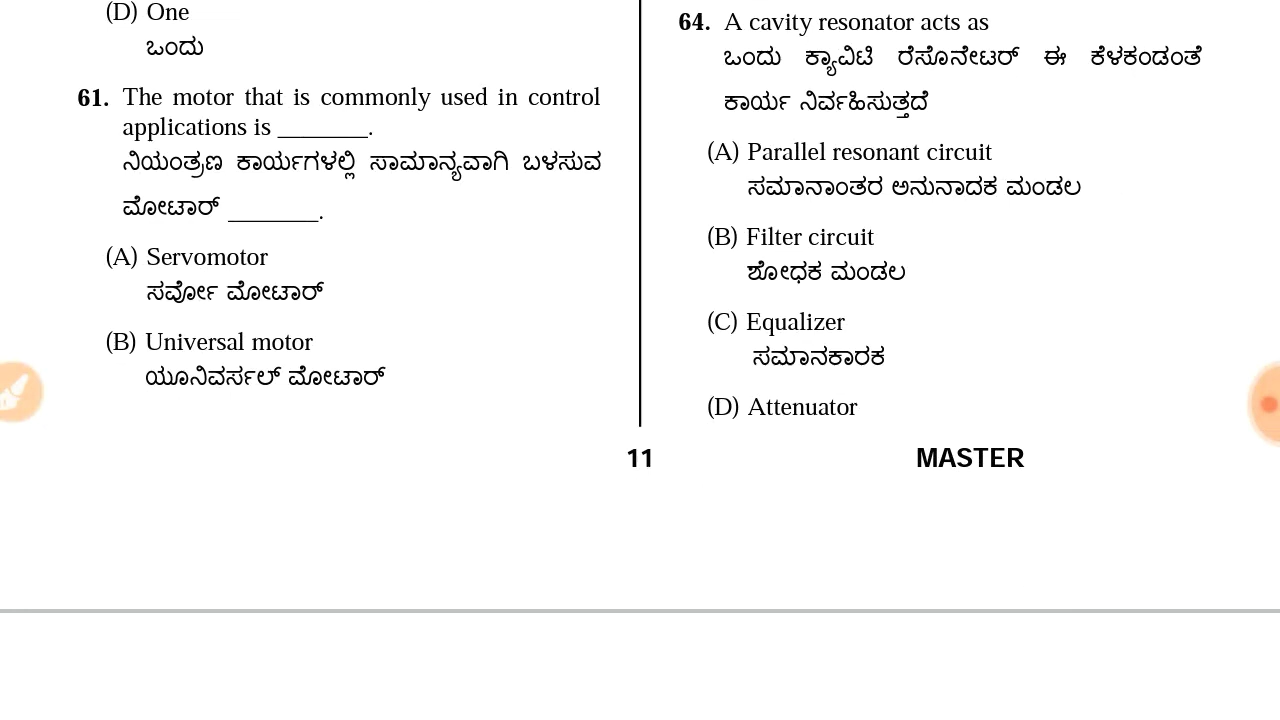 (D) One
ಒಂದು
61. The motor that is commonly used in control
applications is _______.
ನಿಯಂತ್ರಣ ಕಾರ್ಯಗಳಲ್ಲಿ ಸಾಮಾನ್ಯವಾಗಿ ಬಳಸುವ
ಮೋಟಾರ್ _______.
(A) Servomotor
ಸರ್ವೋ ಮೋಟಾರ್
(B) Universal motor
ಯೂನಿವರ್ಸಲ್ ಮೋಟಾರ್
64. A cavity resonator acts as
ಒಂದು ಕ್ಯಾವಿಟಿ ರೆಸೊನೇಟರ್ ಈ ಕೆಳಕಂಡಂತೆ
ಕಾರ್ಯ ನಿರ್ವಹಿಸುತ್ತದೆ
(A) Parallel resonant circuit
ಸಮಾನಾಂತರ ಅನುನಾದಕ ಮಂಡಲ
(B) Filter circuit
ಶೋಧಕ ಮಂಡಲ
(C) Equalizer
ಸಮಾನಕಾರಕ
(D) Attenuator
11
MASTER